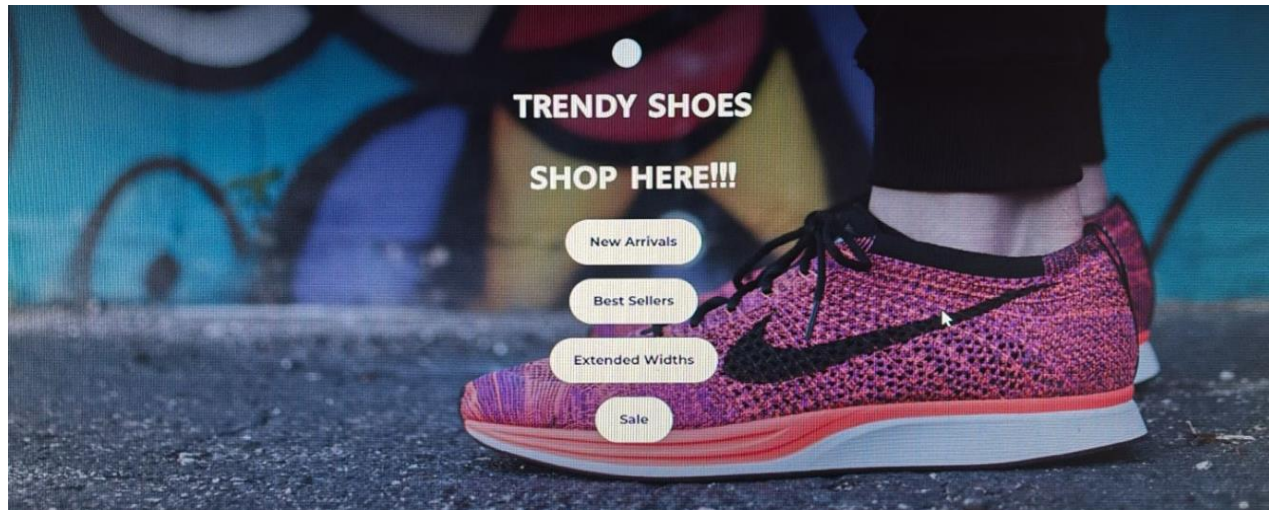 TRENDY SHOES
SHOP HERE!!!
New Arrivals
Best Sellers
Extended Widths
Sale